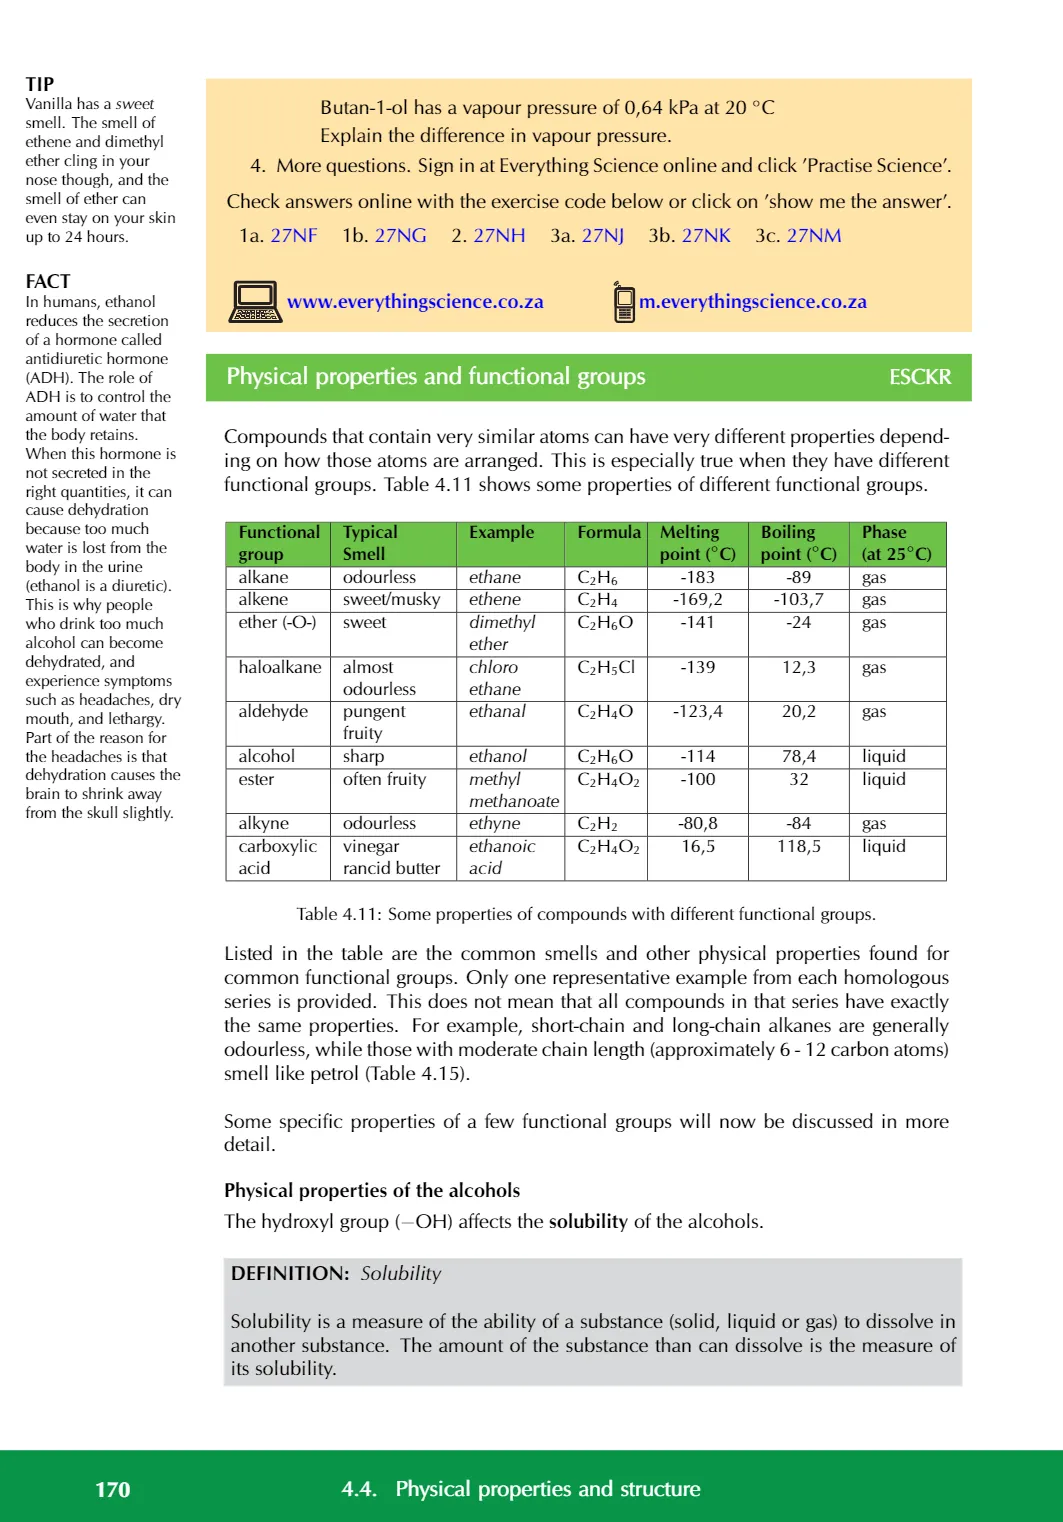 TIP
Vanilla has a sweet
smell. The smell of
ethene and dimethyl
ether cling in your
nose though, and the
smell of ether can
even stay on your skin
up to 24 hours.
FACT
In humans, ethanol
reduces the secretion
of a hormone called
antidiuretic hormone
(ADH). The role of
ADH is to control the
amount of water that
the body retains.
When this hormone is
not secreted in the
right quantities, it can
cause dehydration
because too much
water is lost from the
body in the urine
(ethanol is a diuretic).
This is why people
who drink too much
alcohol can become
dehydrated, and
experience symptoms
such as headaches, dry
mouth, and lethargy.
Part of the reason for
the headaches is that
dehydration causes the
brain to shrink away
from the skull slightly.
Butan-1-ol has a vapour pressure of 0,64 kPa at 20 °C
Explain the difference in vapour pressure.
4. More questions. Sign in at Everything Science online and click ’Practise Science’.
Check answers online with the exercise code below or click on ’show me the answer’.
1a. 27NF 1b. 27NG 2. 27NH 3a. 27NJ 3b. 27NK 3c. 27NM
www.everythingscience.co.za m.everythingscience.co.za
Physical properties and functional groups ESCKR
Compounds that contain very similar atoms can have very different properties depend-
ing on how those atoms are arranged. This is especially true when they have different
functional groups. Table 4.11 shows some properties of different functional groups.
Functional Typical Example Formula Melting Boiling Phase
group Smell point (°C) point (°C) (at 25°C)
alkane odourless ethane C₂H₆ -183 -89 gas
alkene sweet/musky ethene C₂H₄ -169,2 -103,7 gas
ether (-O-) sweet dimethyl C₂H₆O -141 -24 gas
ether
haloalkane almost chloro C₂H₅Cl -139 12,3 gas
odourless ethane
aldehyde pungent ethanal C₂H₄O -123,4 20,2 gas
fruity
alcohol sharp ethanol C₂H₆O -114 78,4 liquid
ester often fruity methyl C₂H₄O₂ -100 32 liquid
methanoate
alkyne odourless ethyne C₂H₂ -80,8 -84 gas
carboxylic vinegar ethanoic C₂H₄O₂ 16,5 118,5 liquid
acid rancid butter acid
Table 4.11: Some properties of compounds with different functional groups.
Listed in the table are the common smells and other physical properties found for
common functional groups. Only one representative example from each homologous
series is provided. This does not mean that all compounds in that series have exactly
the same properties. For example, short-chain and long-chain alkanes are generally
odourless, while those with moderate chain length (approximately 6 - 12 carbon atoms)
smell like petrol (Table 4.15).
Some specific properties of a few functional groups will now be discussed in more
detail.
Physical properties of the alcohols
The hydroxyl group (−OH) affects the solubility of the alcohols.
DEFINITION: Solubility
Solubility is a measure of the ability of a substance (solid, liquid or gas) to dissolve in
another substance. The amount of the substance than can dissolve is the measure of
its solubility.
170 4.4. Physical properties and structure